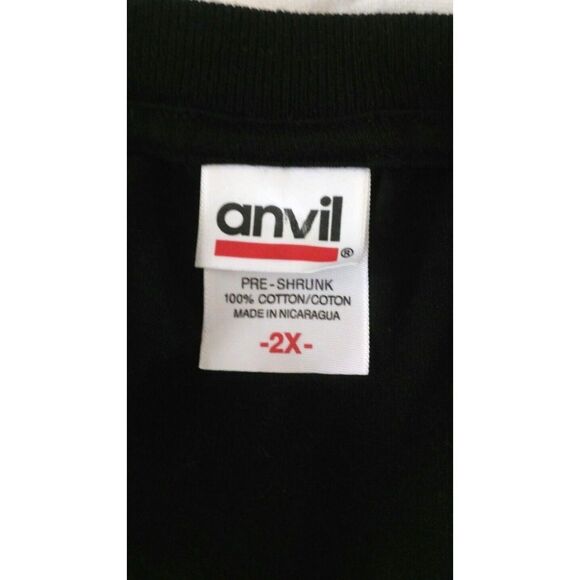 anvil®
PRE-SHRUNK
100% COTTON/COTON
MADE IN NICARAGUA
-2X-